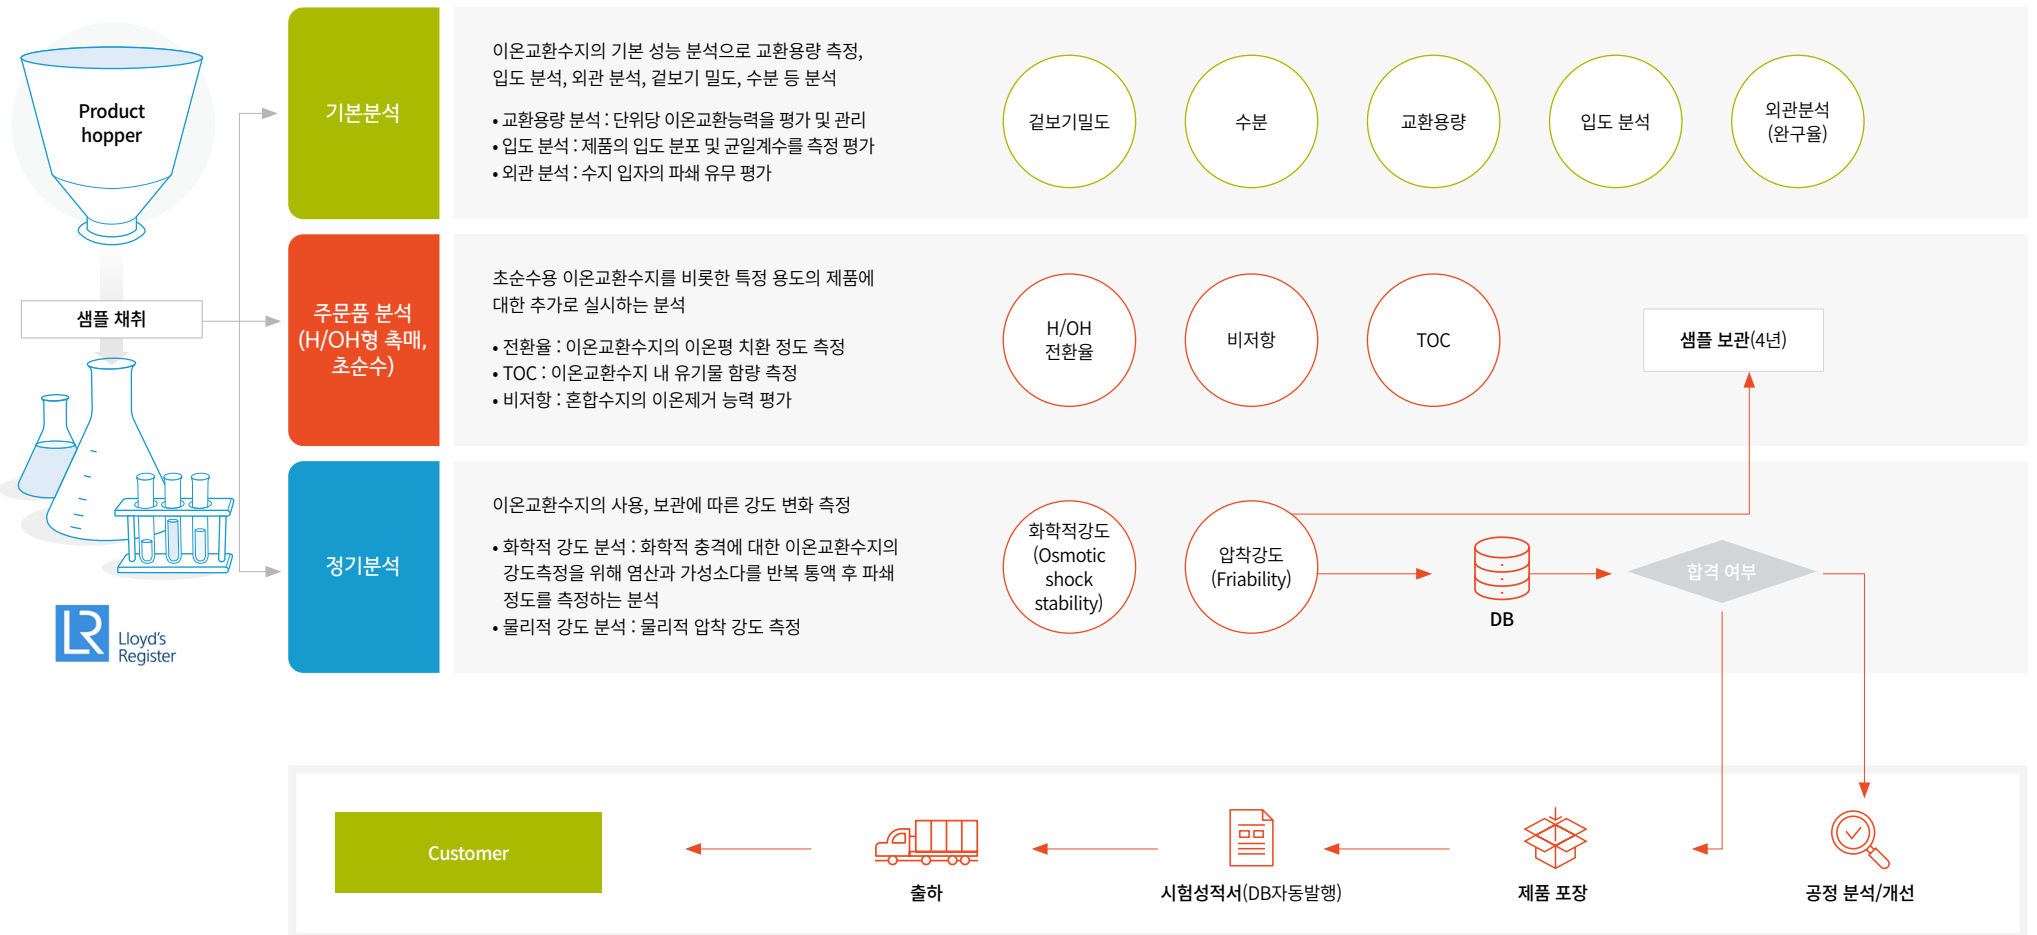 Product
hopper
샘플 채취
Lloyd's
Register
기본분석
이온교환수지의 기본 성능 분석으로 교환용량 측정,
입도 분석, 외관 분석, 겉보기 밀도, 수분 등 분석
• 교환용량 분석 : 단위당 이온교환능력을 평가 및 관리
• 입도 분석 : 제품의 입도 분포 및 균일계수를 측정 평가
• 외관 분석 : 수지 입자의 파쇄 유무 평가
겉보기밀도
수분
교환용량
입도 분석
외관분석
(완구율)
주문품 분석
(H/OH형 촉매,
초순수)
초순수용 이온교환수지를 비롯한 특정 용도의 제품에
대한 추가로 실시하는 분석
• 전환율 : 이온교환수지의 이온평 치환 정도 측정
• TOC : 이온교환수지 내 유기물 함량 측정
• 비저항 : 혼합수지의 이온제거 능력 평가
H/OH
전환율
비저항
TOC
샘플 보관(4년)
정기분석
이온교환수지의 사용, 보관에 따른 강도 변화 측정
• 화학적 강도 분석 : 화학적 충격에 대한 이온교환수지의
강도측정을 위해 염산과 가성소다를 반복 통액 후 파쇄
정도를 측정하는 분석
• 물리적 강도 분석 : 물리적 압착 강도 측정
화학적강도
(Osmotic
shock
stability)
압착강도
(Friability)
DB
합격 여부
Customer
출하
시험성적서(DB자동발행)
제품 포장
공정 분석/개선